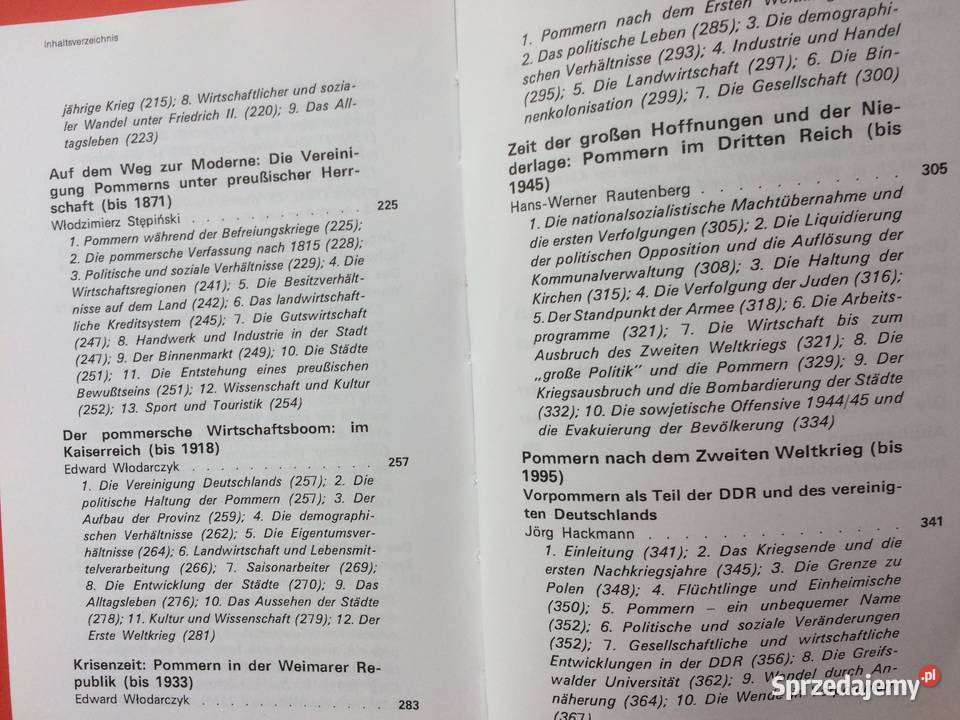 Inhaltsverzeichnis
jährige Krieg (215); 8. Wirtschaftlicher und sozia-
ler Wandel unter Friedrich II. (220); 9. Das All-
tagsleben (223)
Auf dem Weg zur Moderne: Die Vereini-
gung Pommerns unter preußischer Herr-
schaft (bis 1871)
Włodzimierz Stępiński . . . . . . . . . . . . 225
1. Pommern während der Befreiungskriege (225);
2. Die pommersche Verfassung nach 1815 (228);
3. Politische und soziale Verhältnisse (229); 4. Die
Wirtschaftsregionen (241); 5. Die Besitzverhält-
nisse auf dem Land (242); 6. Das landwirtschaft-
liche Kreditsystem (245); 7. Die Gutswirtschaft
(247); 8. Handwerk und Industrie in der Stadt
(247); 9. Der Binnenmarkt (249); 10. Die Städte
(251); 11. Die Entstehung eines preußischen
Bewußtseins (251); 12. Wissenschaft und Kultur
(252); 13. Sport und Touristik (254)
Der pommersche Wirtschaftsboom: im
Kaiserreich (bis 1918)
Edward Włodarczyk . . . . . . . . . . . . 257
1. Die Vereinigung Deutschlands (257); 2. Die
politische Haltung der Pommern (257); 3. Der
Aufbau der Provinz (259); 4. Die demographi-
schen Verhältnisse (262); 5. Die Eigentumsver-
hältnisse (264); 6. Landwirtschaft und Lebensmit-
telverarbeitung (266); 7. Saisonarbeiter (269);
8. Die Entwicklung der Städte (270); 9. Das
Alltagsleben (276); 10. Das Aussehen der Städte
(278); 11. Kultur und Wissenschaft (279); 12. Der
Erste Weltkrieg (281)
Krisenzeit: Pommern in der Weimarer Re-
publik (bis 1933)
Edward Włodarczyk . . . . . . . . . . . . 283
1. Pommern nach dem Ersten Weltkrieg
2. Das politische Leben (285); 3. Die demographi-
schen Verhältnisse (293); 4. Industrie und Handel
(295); 5. Die Landwirtschaft (297); 6. Die Bin-
nenkolonisation (299); 7. Die Gesellschaft (300)
Zeit der großen Hoffnungen und der Nie-
derlage: Pommern im Dritten Reich (bis
1945)
Hans-Werner Rautenberg . . . . . . . . . . 305
1. Die nationalsozialistische Machtübernahme und
die ersten Verfolgungen (305); 2. Die Liquidierung
der politischen Opposition und die Auflösung der
Kommunalverwaltung (308); 3. Die Haltung der
Kirchen (315); 4. Die Verfolgung der Juden (316);
5. Der Standpunkt der Armee (318); 6. Die Arbeits-
programme (321); 7. Die Wirtschaft bis zum
Ausbruch des Zweiten Weltkriegs (321); 8. Die
„große Politik“ und die Pommern (329); 9. Der
Kriegsausbruch und die Bombardierung der Städte
(332); 10. Die sowjetische Offensive 1944/45 und
die Evakuierung der Bevölkerung (334)
Pommern nach dem Zweiten Weltkrieg (bis
1995)
Vorpommern als Teil der DDR und des vereinig-
ten Deutschlands
Jörg Hackmann . . . . . . . . . . . . . . 341
1. Einleitung (341); 2. Das Kriegsende und die
ersten Nachkriegsjahre (345); 3. Die Grenze zu
Polen (348); 4. Flüchtlinge und Einheimische
(350); 5. Pommern – ein unbequemer Name
(352); 6. Politische und soziale Veränderungen
(352); 7. Gesellschaftliche und wirtschaftliche
Entwicklungen in der DDR (356); 8. Die Greifs-
walder Universität (362); 9. Wandel durch An-
näherung (364); 10. Die
(367)
Sprzedajemy.pl